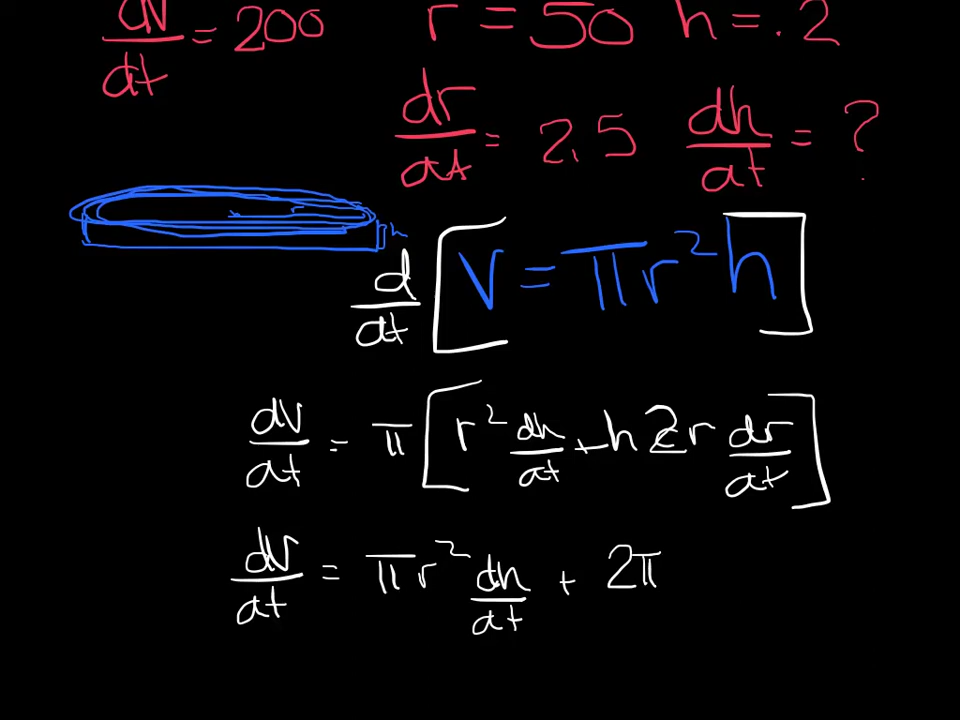 dV/dt = 200 r = 50 h = .2
dr/dt = 2.5 dh/dt = ?
r h
d/dt [V = πr²h]
dV/dt = π[r² dh/dt + h2r dr/dt]
dV/dt = πr² dh/dt + 2π